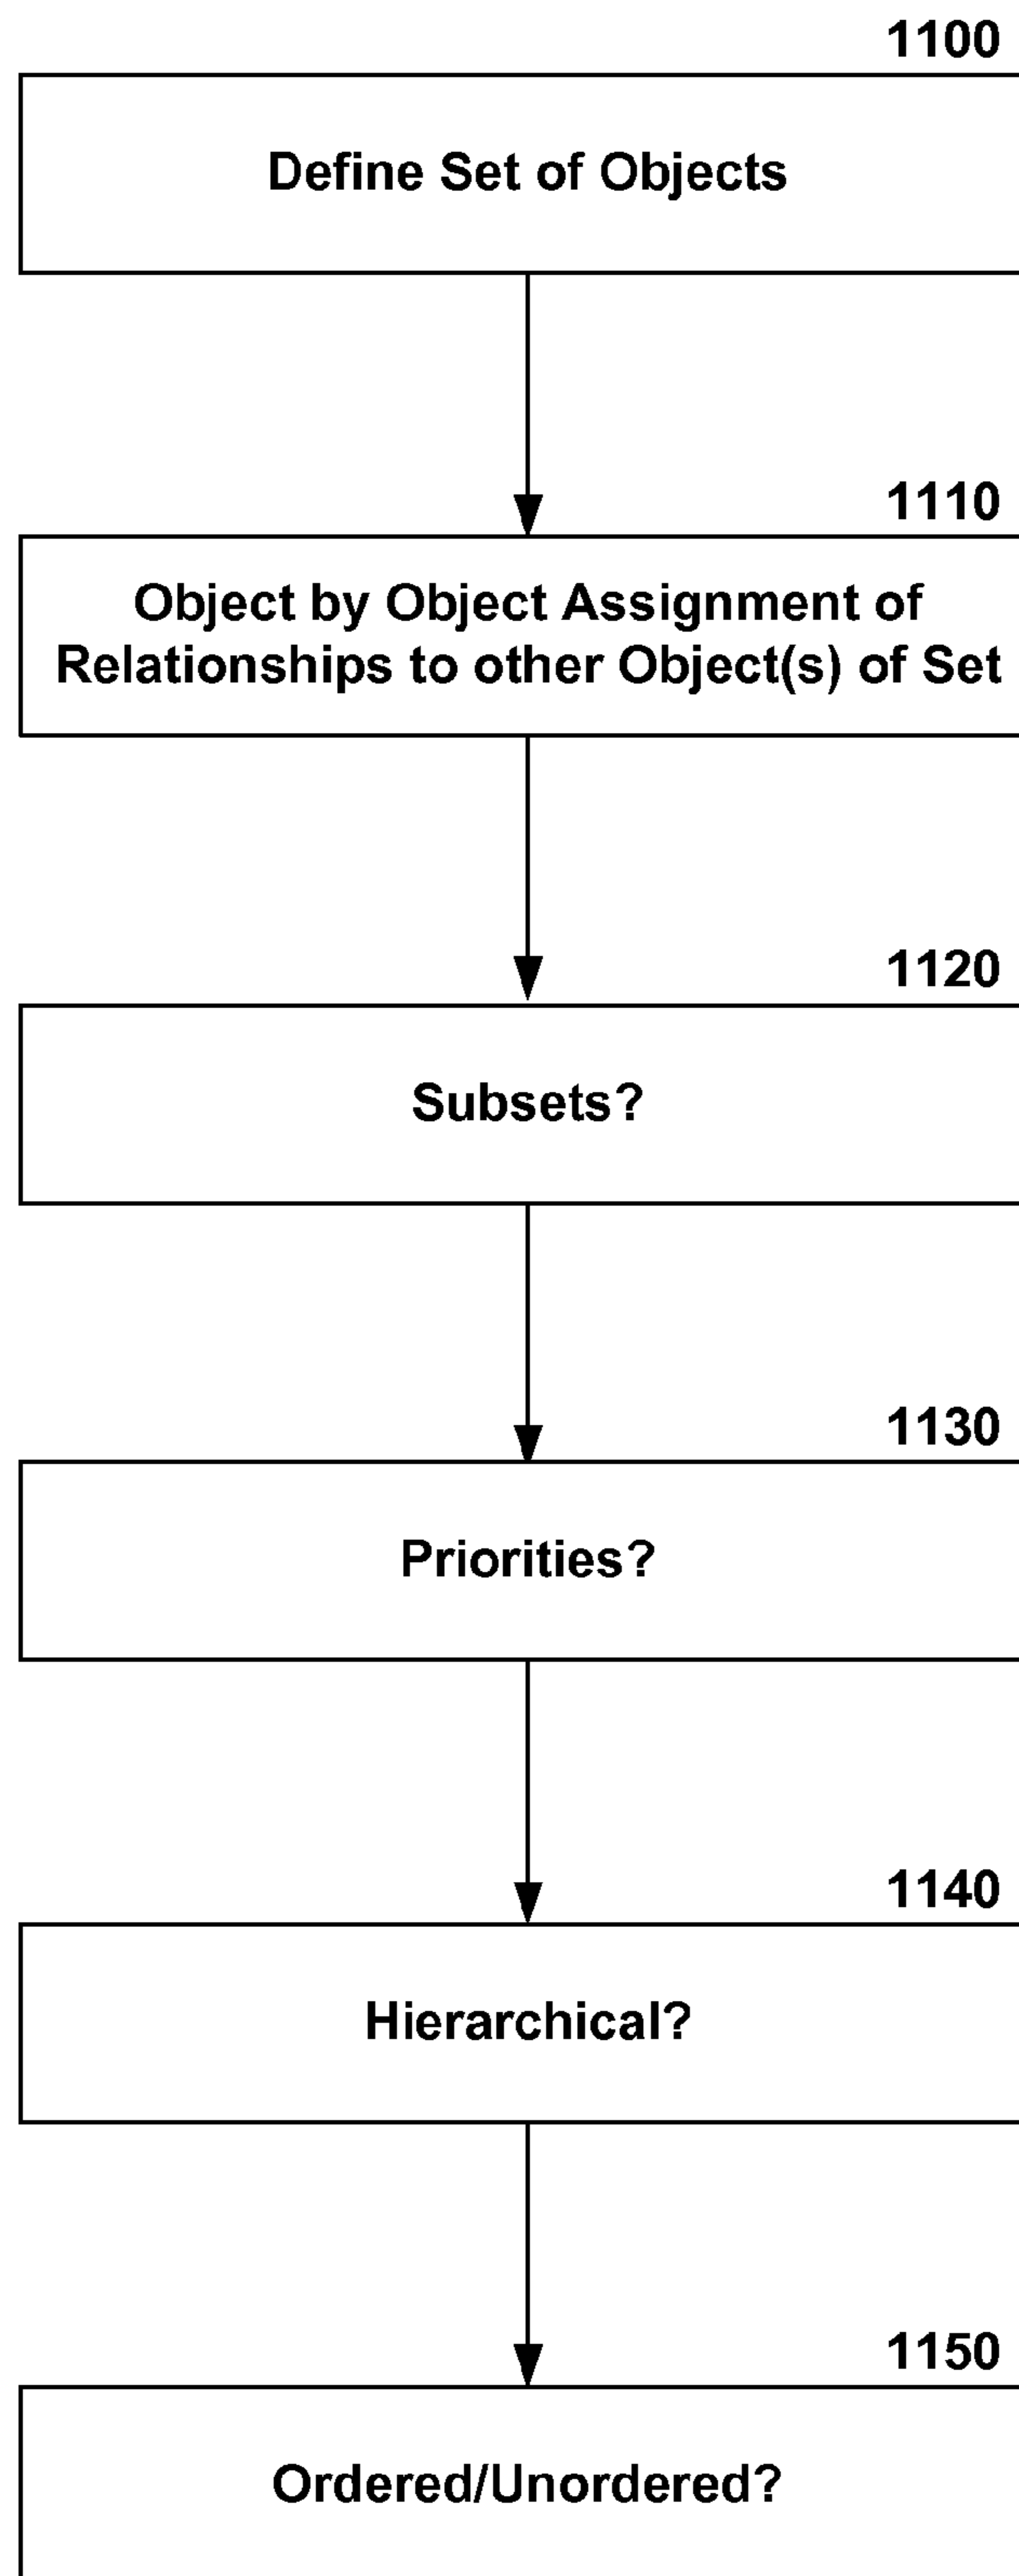 1100
Define Set of Objects
1110
Object by Object Assignment of
Relationships to other Object(s) of Set
1120
Subsets?
1130
Priorities?
1140
Hierarchical?
1150
Ordered/Unordered?